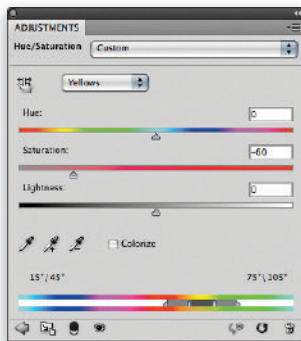 ADJUSTMENTS
Hue/Saturation Custom
Yellows
Hue: 0
Saturation: -60
Lightness: 0
Colorize
15°/45° 75°\105°